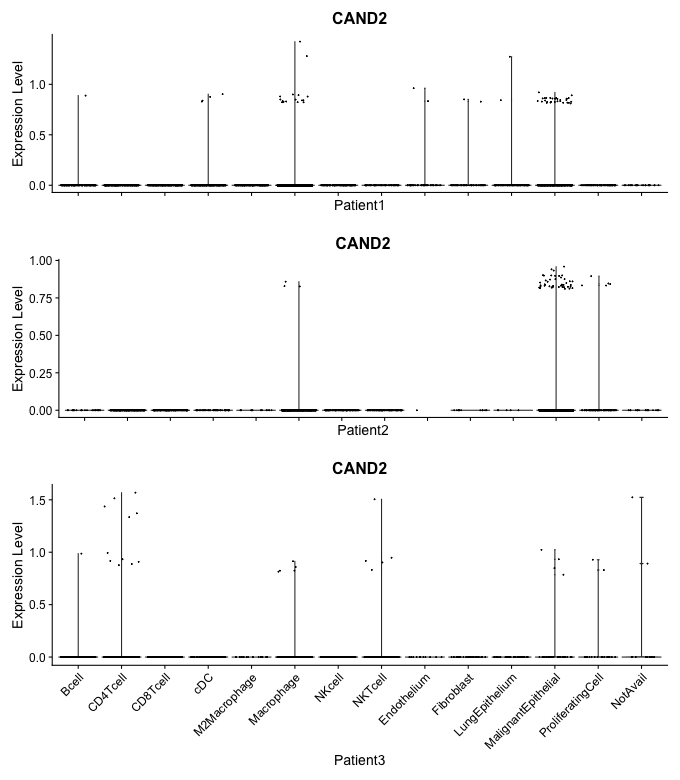 CAND2
Expression Level
1.0
0.5
0.0
Patient1
CAND2
Expression Level
1.00
0.75
0.50
0.25
0.00
Patient2
CAND2
Expression Level
1.5
1.0
0.5
0.0
Bcell
CD4Tcell
CD8Tcell
cDC
M2Macrophage
Macrophage
NKcell
NKTcell
Endothelium
Fibroblast
LungEpithelium
MalignantEpithelial
ProliferatingCell
NotAvail
Patient3